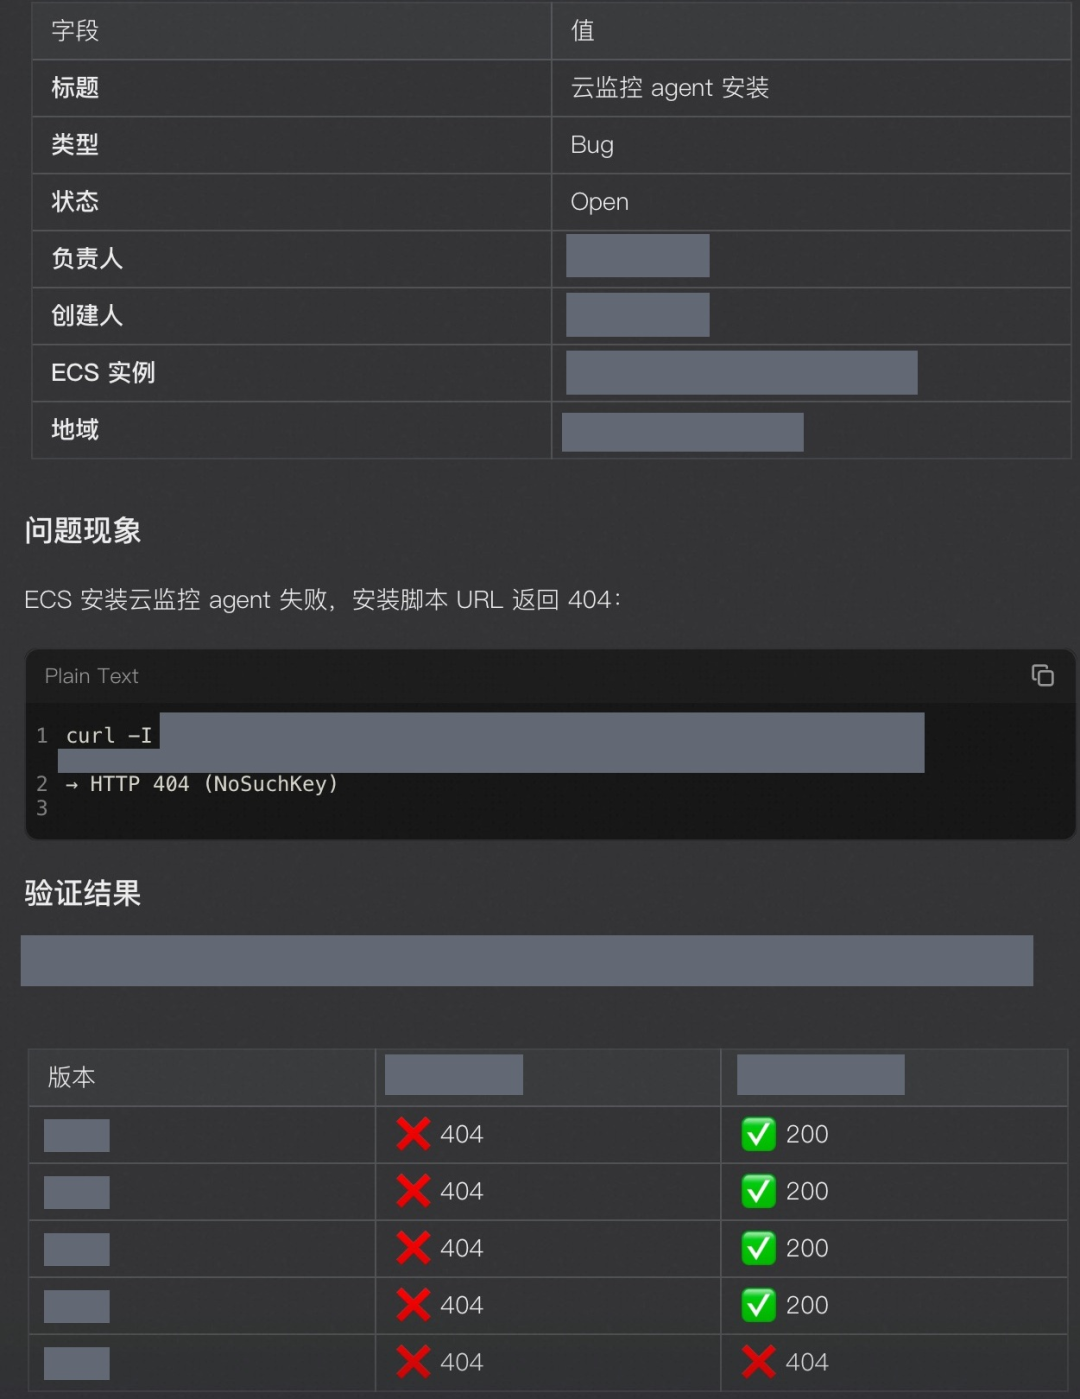 字段 值
标题 云监控 agent 安装
类型 Bug
状态 Open
负责人
创建人
ECS 实例
地域
问题现象
ECS 安装云监控 agent 失败，安装脚本 URL 返回 404：
Plain Text
1 curl -I
2 → HTTP 404 (NoSuchKey)
3
验证结果
版本
❌ 404 ✅ 200
❌ 404 ✅ 200
❌ 404 ✅ 200
❌ 404 ✅ 200
❌ 404 ❌ 404